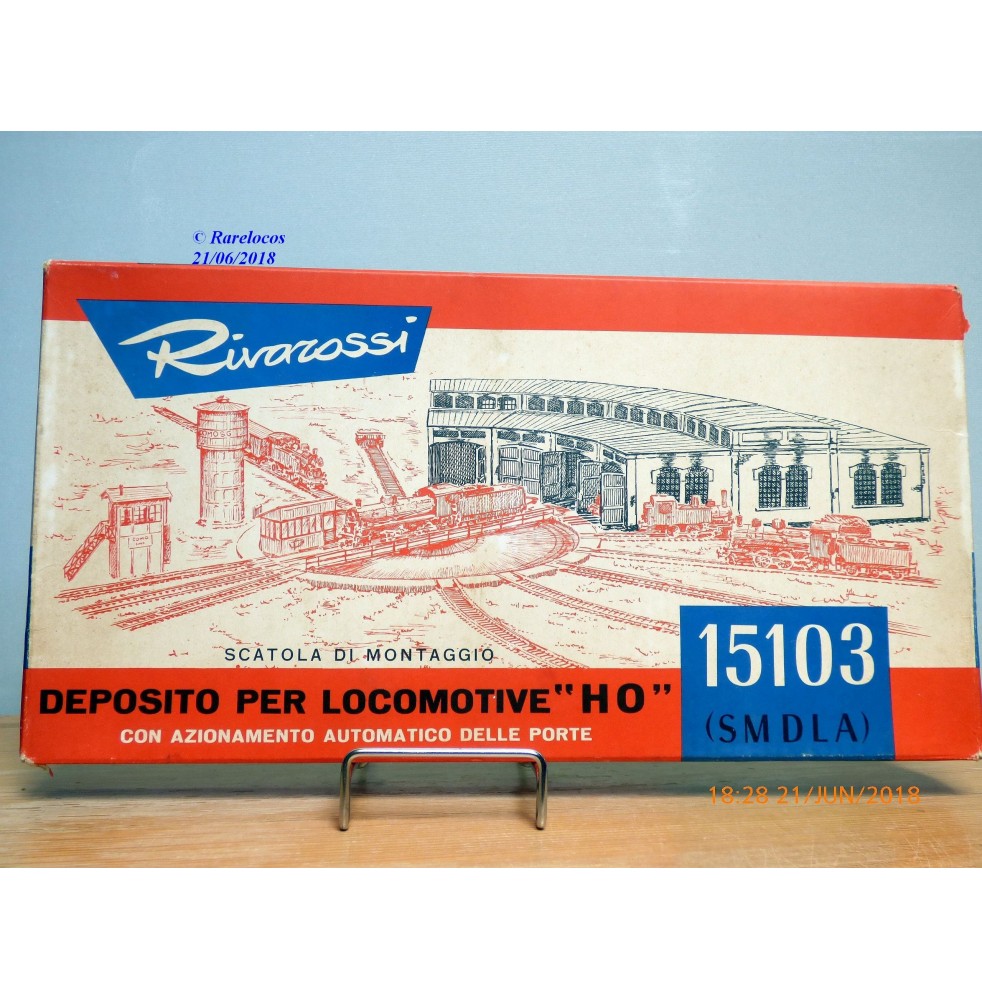 © Rarelocos
21/06/2018
Rivarossi
SCATOLA DI MONTAGGIO
DEPOSITO PER LOCOMOTIVE "HO"
CON AZIONAMENTO AUTOMATICO DELLE PORTE
15103
(SMDLA)
18:28 21/JUN/2018